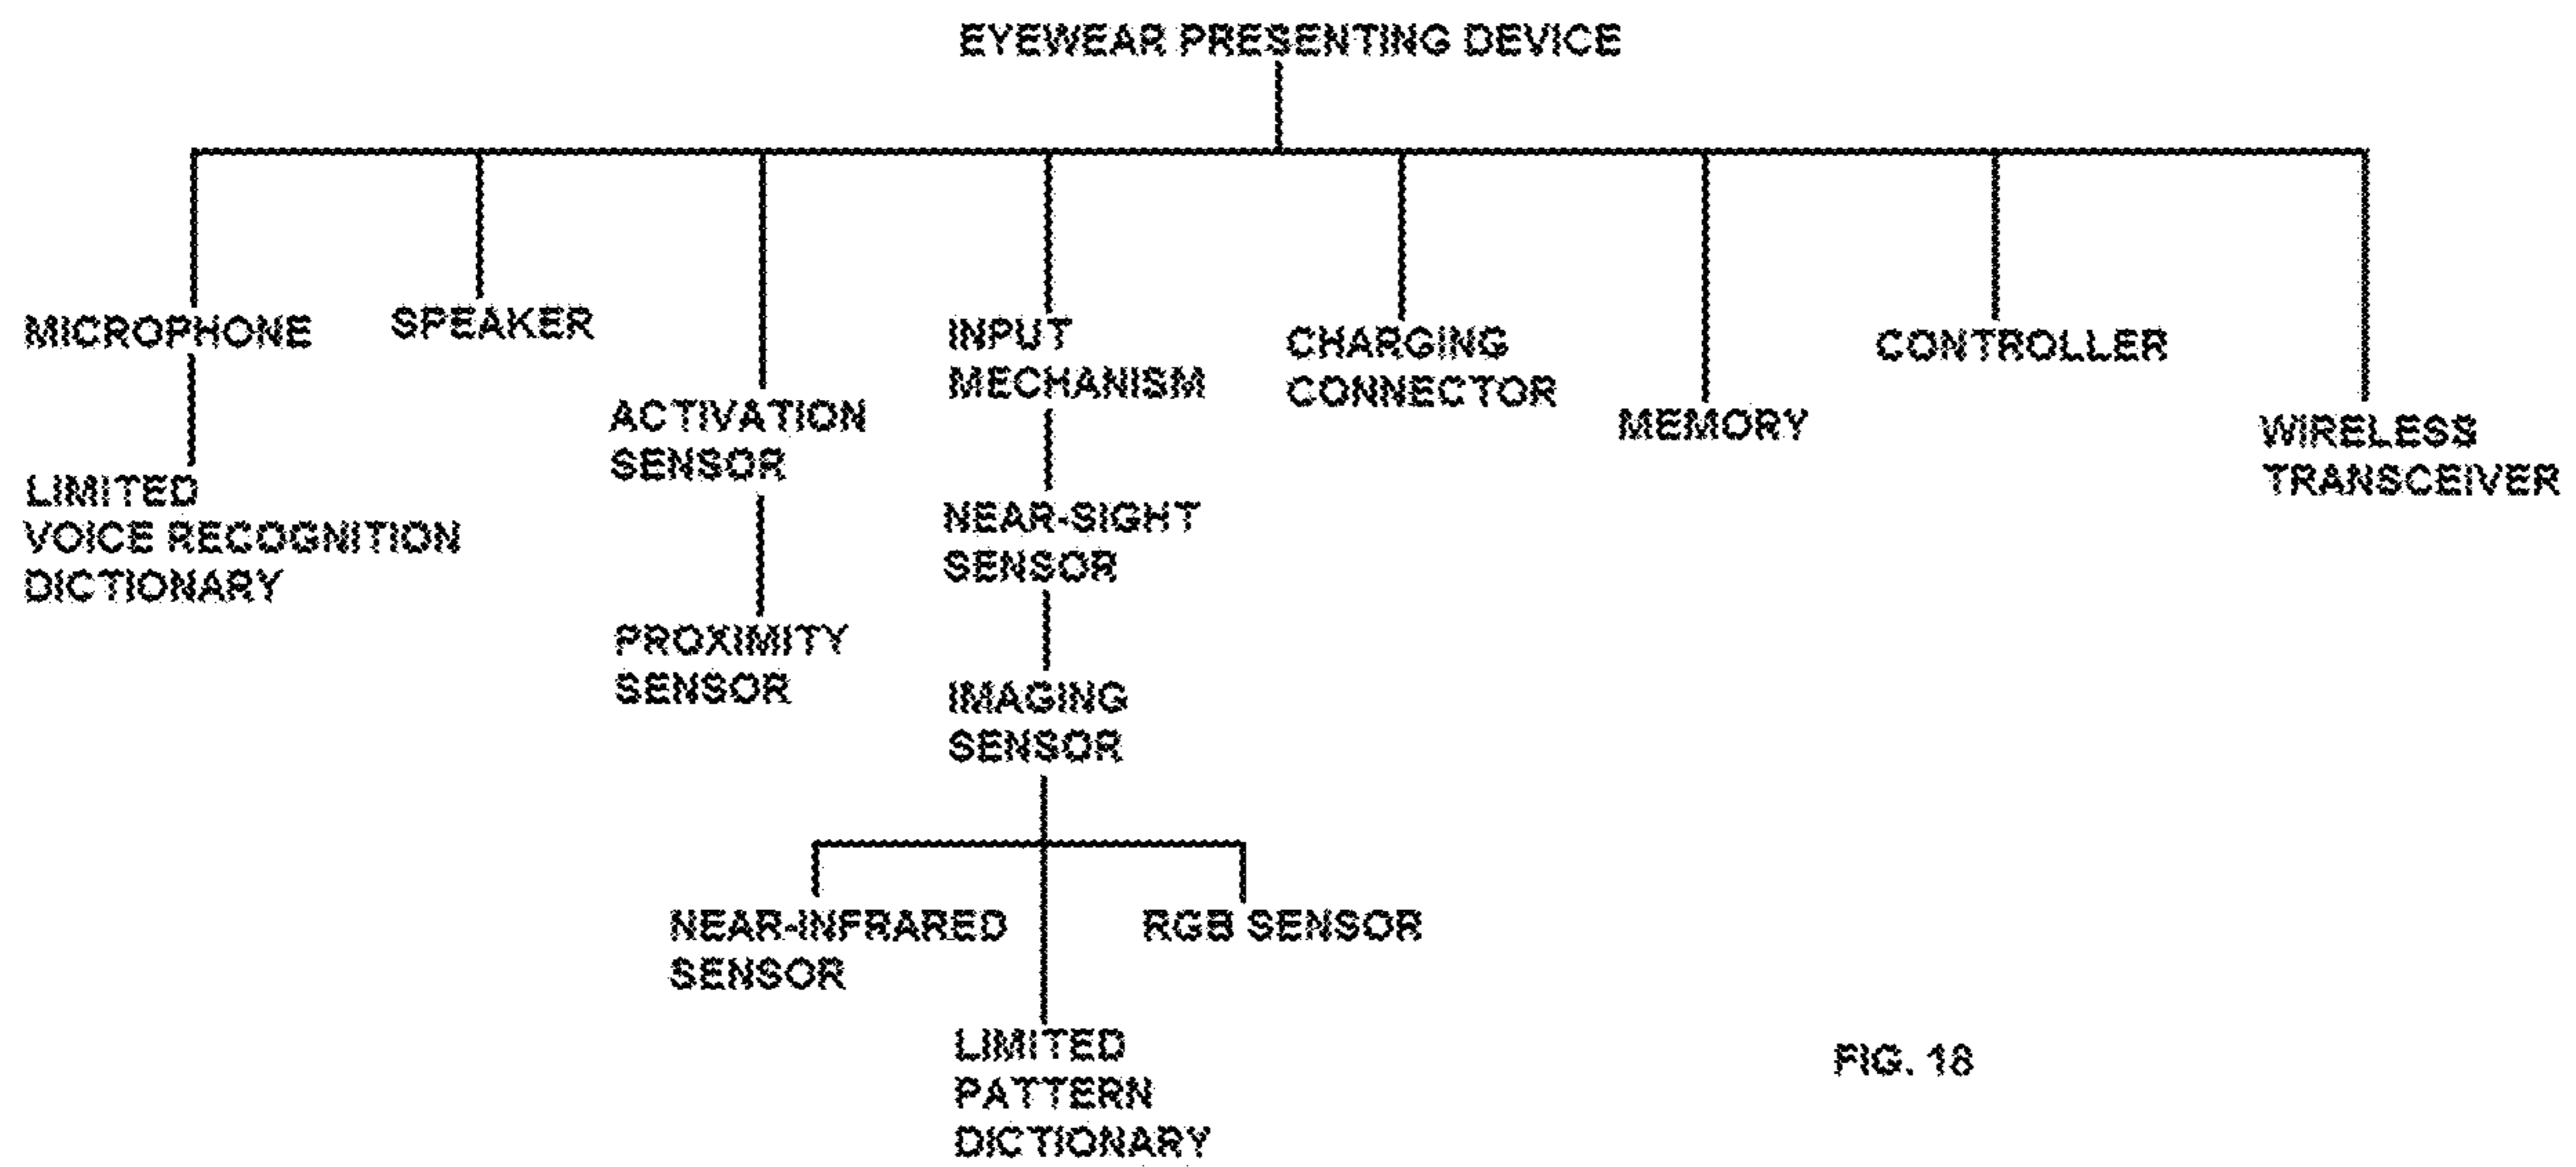 EYEWEAR PRESENTING DEVICE
MICROPHONE
SPEAKER
INPUT
MECHANISM
CHARGING
CONNECTOR
CONTROLLER
ACTIVATION
SENSOR
MEMORY
WIRELESS
TRANSCEIVER
LIMITED
VOICE RECOGNITION
DICTIONARY
NEAR-SIGHT
SENSOR
PROXIMITY
SENSOR
IMAGING
SENSOR
NEAR-INFRARED
SENSOR
RGB SENSOR
LIMITED
PATTERN
DICTIONARY
FIG. 18